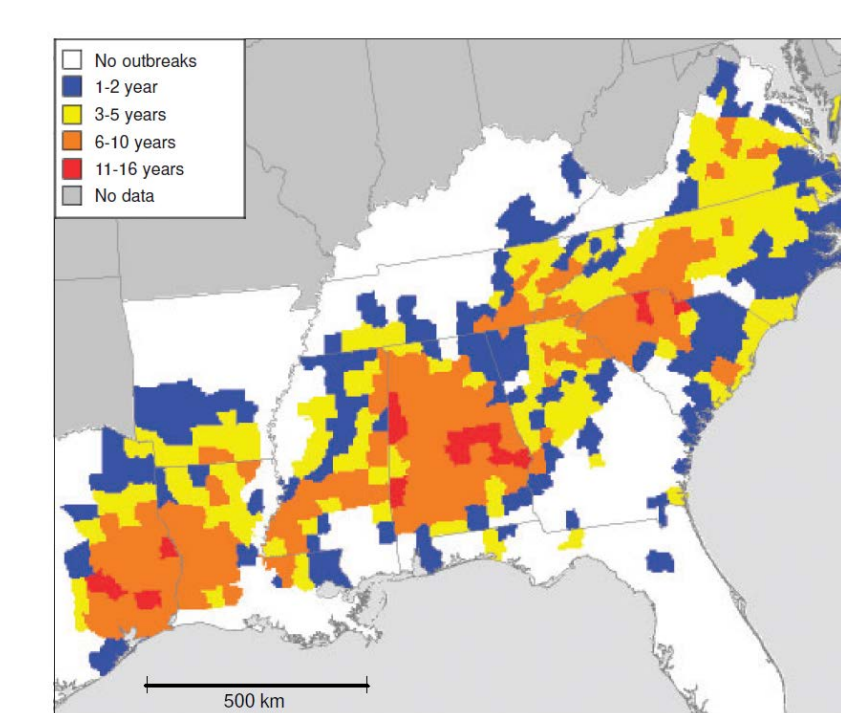 No outbreaks
1-2 year
3-5 years
6-10 years
11-16 years
No data
500 km